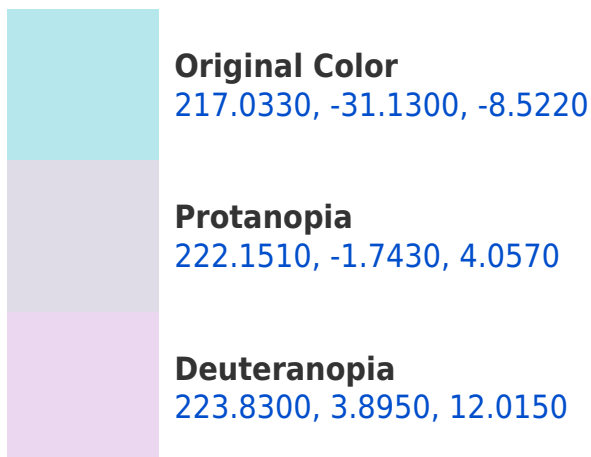 Original Color
217.0330, -31.1300, -8.5220
Protanopia
222.1510, -1.7430, 4.0570
Deuteranopia
223.8300, 3.8950, 12.0150